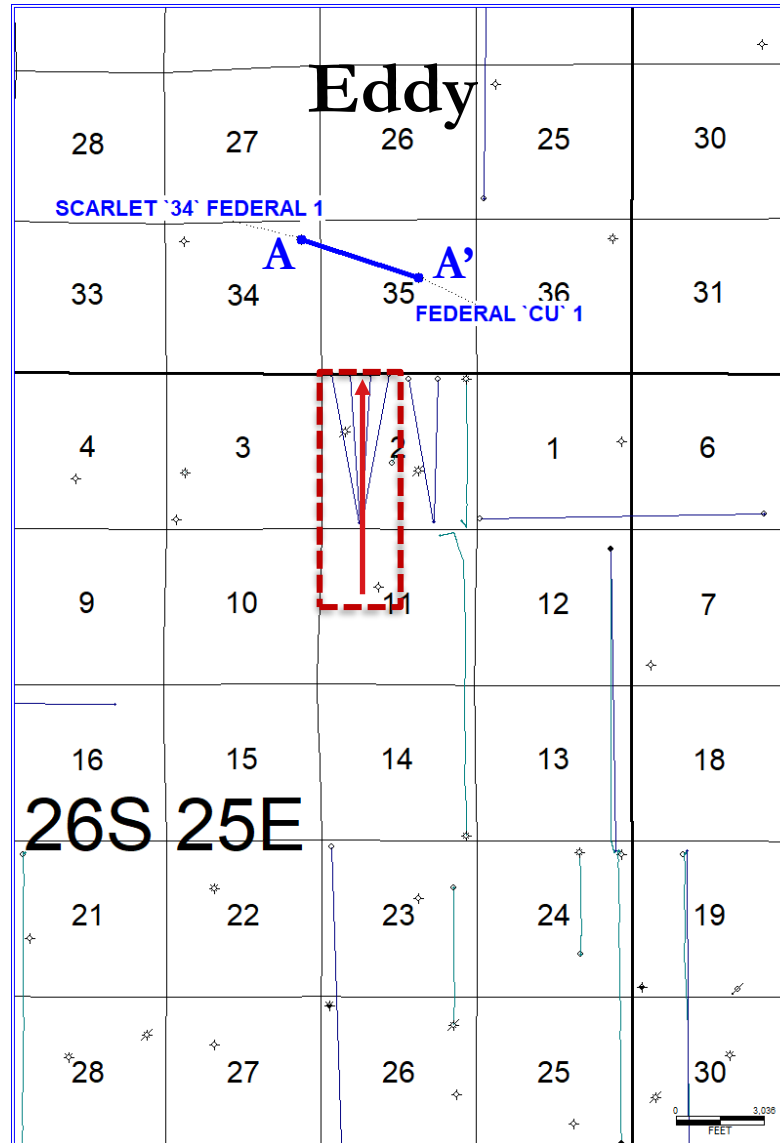 Eddy
28 27 26 25 30
SCARLET `34` FEDERAL 1
A A’
33 34 35 36 31
FEDERAL `CU` 1
4 3 2 1 6
9 10 11 12 7
16 15 14 13 18
26S 25E
21 22 23 24 19
28 27 26 25 30
0 3,036
FEET